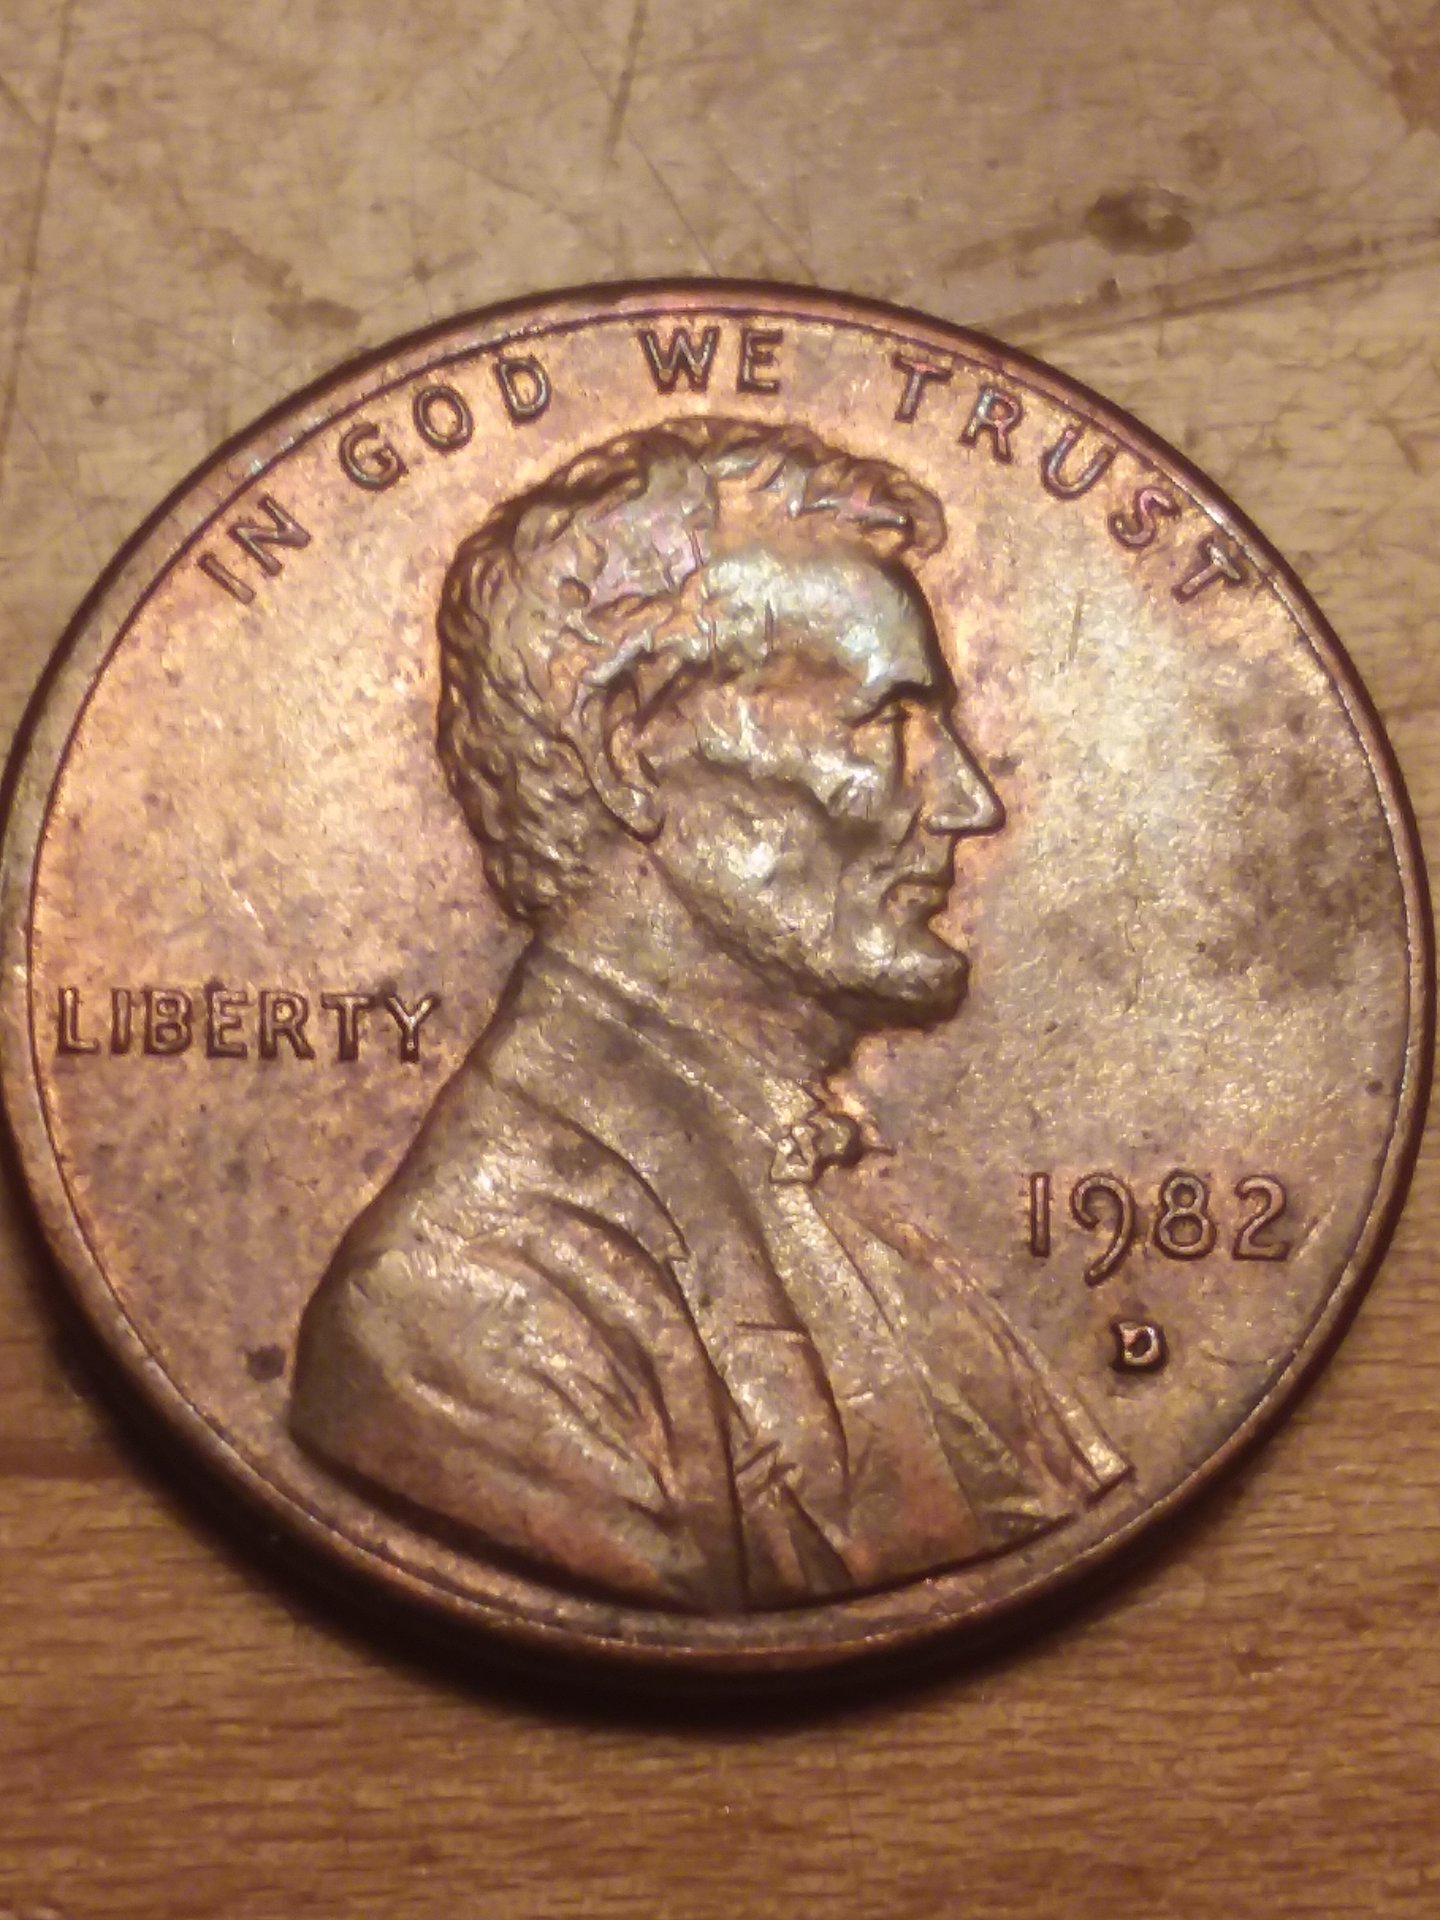 IN GOD WE TRUST
LIBERTY
1982
D